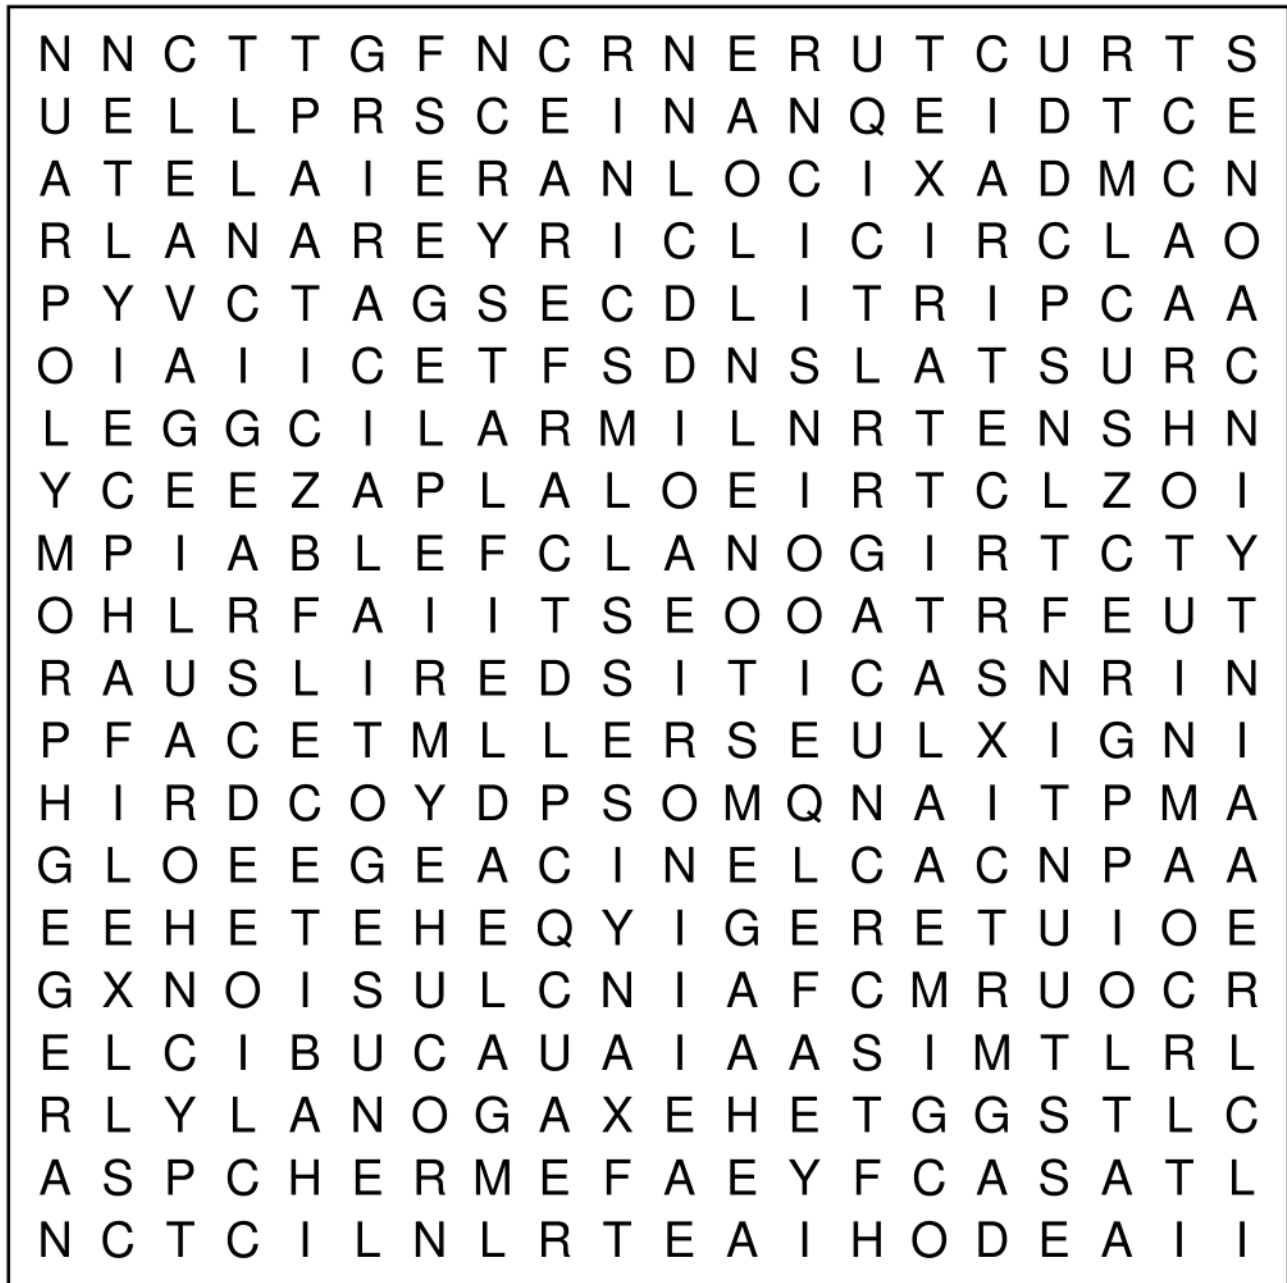 N N C T T G F N C R N E R U T C U R T S
U E L L P R S C E I N A N Q E I D T C E
A T E L A I E R A N L O C I X A D M C N
R L A N A R E Y R I C L I C I R C L A O
P Y V C T A G S E C D L I T R I P C A A
O I A I I C E T F S D N S L A T S U R C
L E G G C I L A R M I L N R T E N S H N
Y C E E Z A P L A L O E I R T C L Z O I
M P I A B L E F C L A N O G I R T C T Y
O H L R F A I I T S E O O A T R F E U T
R A U S L I R E D S I T I C A S N R I N
P F A C E T M L L E R S E U L X I G N I
H I R D C O Y D P S O M Q N A I T P M A
G L O E E G E A C I N E L C A C N P A A
E E H E T E H E Q Y I G E R E T U I O E
G X N O I S U L C N I A F C M R U O C R
E L C I B U C A U A I A A S I M T L R L
R L Y L A N O G A X E H E T G G S T L C
A S P C H E R M E F A E Y F C A S A T L
N C T C I L N L R T E A I H O D E A I I